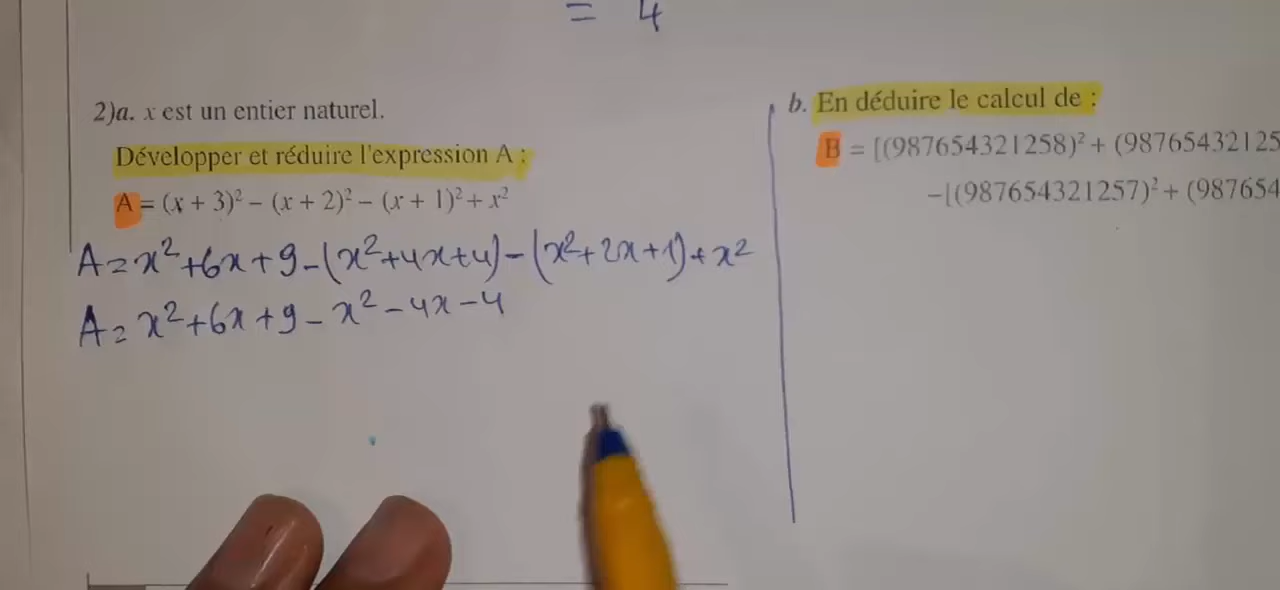 = 4
2)a. x est un entier naturel.
Développer et réduire l'expression A :
A = (x + 3)² – (x + 2)² – (x + 1)² + x²
A = x² + 6x + 9 - (x² + 4x + 4) - (x² + 2x + 1) + x²
A = x² + 6x + 9 - x² - 4x - 4
b. En déduire le calcul de :
B = [(987654321258)² + (98765432125
–[(987654321257)² + (987654